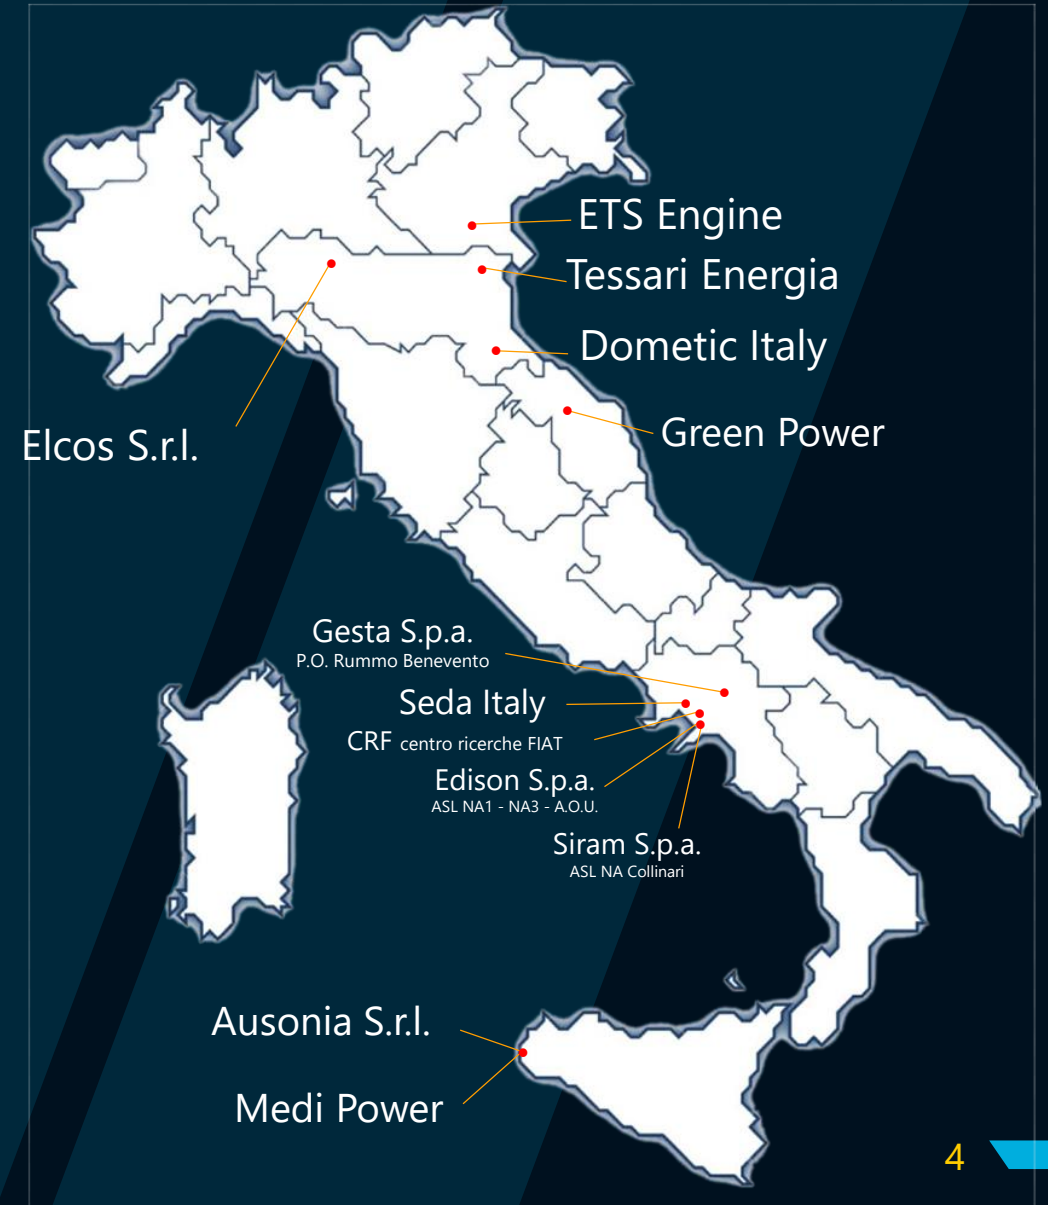 ETS Engine
Tessari Energia
Dometic Italy
Green Power
Elcos S.r.l.
Gesta S.p.a.
P.O. Rummo Benevento
Seda Italy
CRF centro ricerche FIAT
Edison S.p.a.
ASL NA1 - NA3 - A.O.U.
Siram S.p.a.
ASL NA Collinari
Ausonia S.r.l.
Medi Power
4